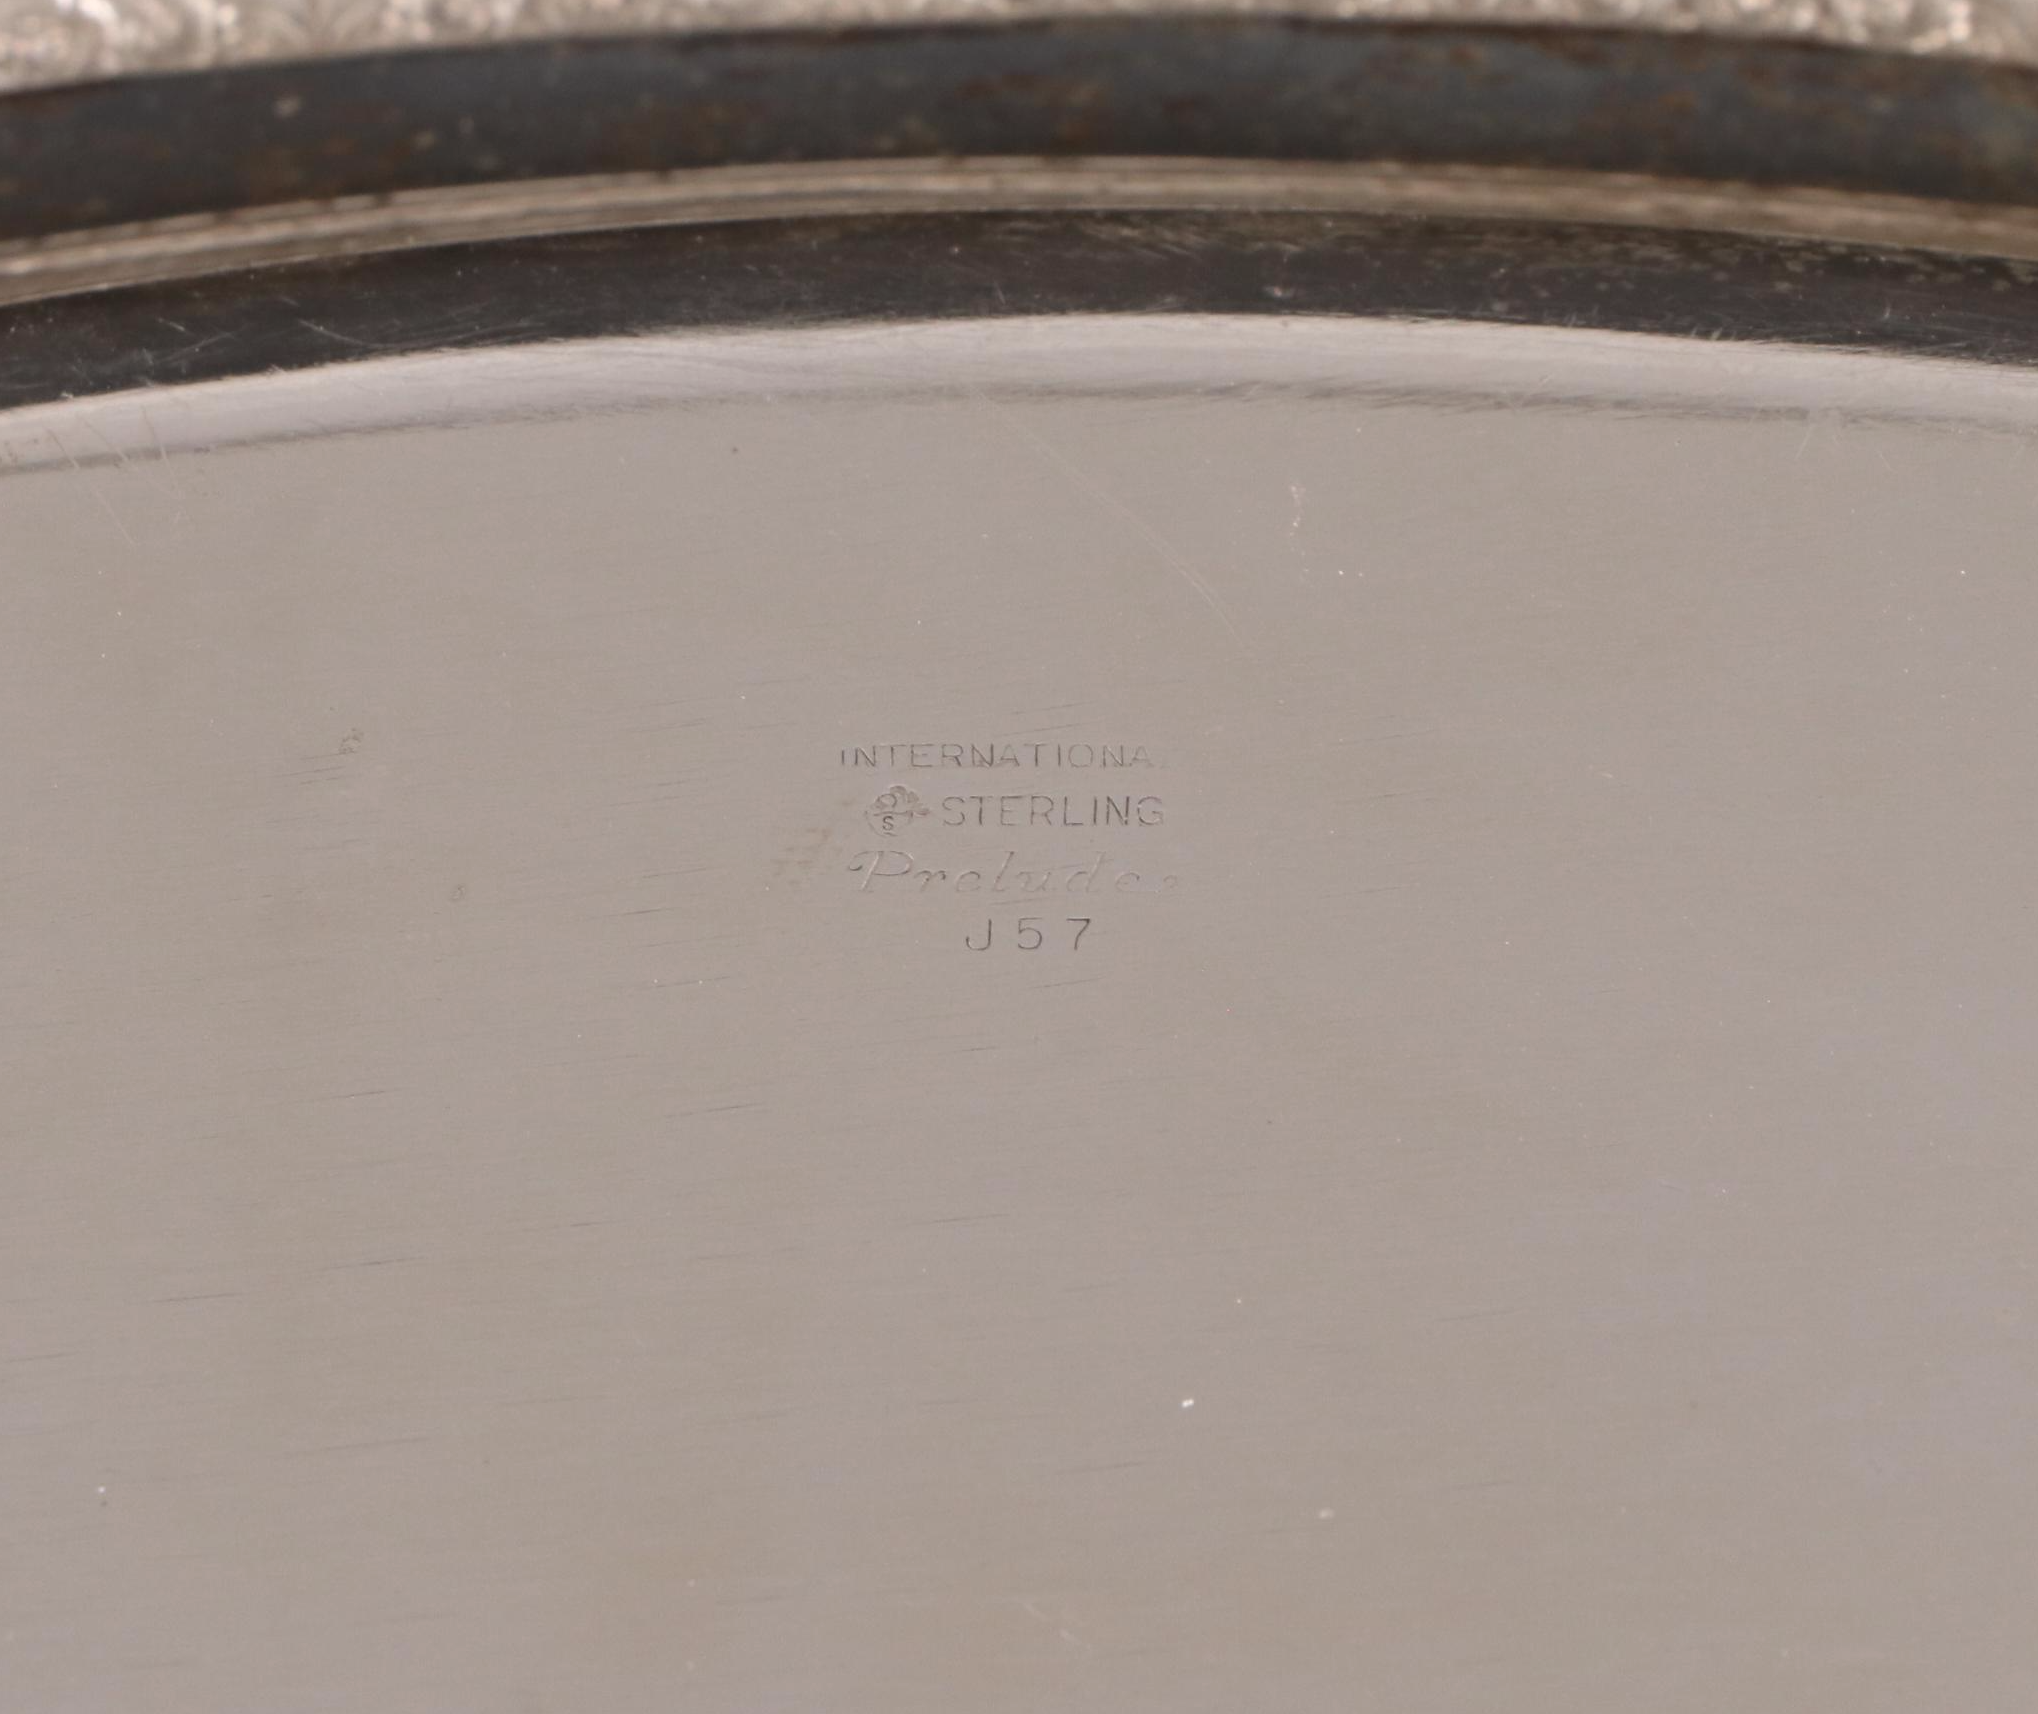 INTERNATIONAL
S STERLING
Prelude
J57